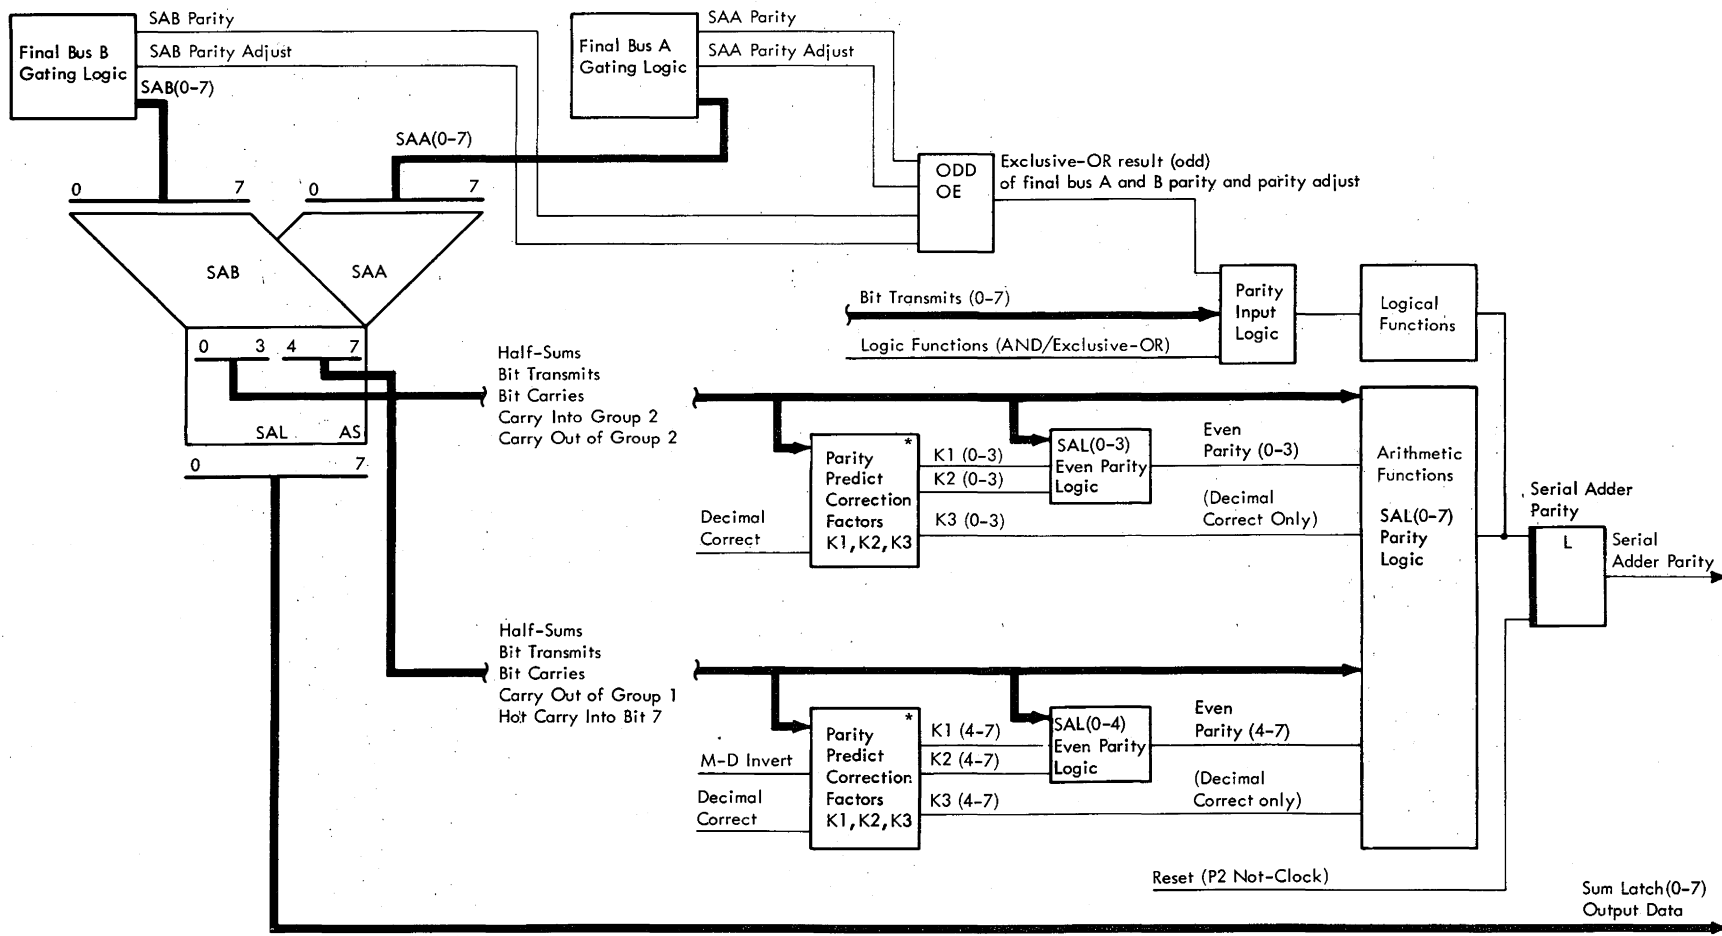 Final Bus B
Gating Logic
SAB Parity
SAB Parity Adjust
SAB(0-7)
Final Bus A
Gating Logic
SAA Parity
SAA Parity Adjust
SAA(0-7)
0 7
0 7
SAB
SAA
ODD
OE
Exclusive-OR result (odd)
of final bus A and B parity and parity adjust
Bit Transmits (0-7)
Logic Functions (AND/Exclusive-OR)
Parity
Input
Logic
Logical
Functions
0 3 4 7
SAL AS
0 7
Half-Sums
Bit Transmits
Bit Carries
Carry Into Group 2
Carry Out of Group 2
Decimal
Correct
*
Parity
Predict
Correction
Factors
K1, K2, K3
K1 (0-3)
K2 (0-3)
K3 (0-3)
SAL(0-3)
Even Parity
Logic
Even
Parity (0-3)
(Decimal
Correct Only)
Arithmetic
Functions
SAL(0-7)
Parity
Logic
Serial Adder
Parity
L
Serial
Adder Parity
Half-Sums
Bit Transmits
Bit Carries
Carry Out of Group 1
Hot Carry Into Bit 7
M-D Invert
Decimal
Correct
*
Parity
Predict
Correction
Factors
K1, K2, K3
K1 (4-7)
K2 (4-7)
K3 (4-7)
SAL(0-4)
Even Parity
Logic
Even
Parity (4-7)
(Decimal
Correct only)
Reset (P2 Not-Clock)
Sum Latch(0-7)
Output Data